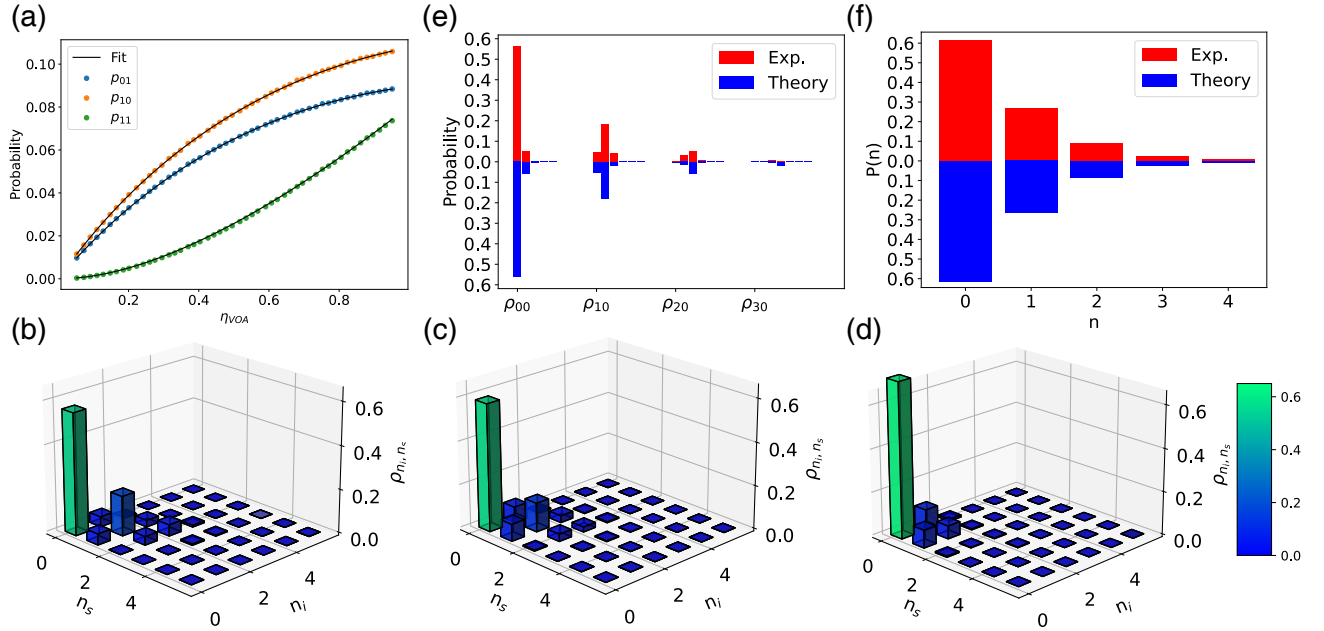 (a)
Probability
0.10
0.08
0.06
0.04
0.02
0.00
Fit
p01
p10
p11
0.2
0.4
0.6
0.8
ηVOA
(e)
Probability
0.6
0.5
0.4
0.3
0.2
0.1
0.0
0.1
0.2
0.3
0.4
0.5
0.6
Exp.
Theory
ρ00
ρ10
ρ20
ρ30
(f)
P(n)
0.6
0.5
0.4
0.3
0.2
0.1
0.0
0.1
0.2
0.3
0.4
0.5
0.6
Exp.
Theory
0
1
2
3
4
n
(b)
0
2
4
ns
0
2
4
ni
0.6
0.4
0.2
0.0
ρni, ns
(c)
0
2
4
ns
0
2
4
ni
0.6
0.4
0.2
0.0
ρni, ns
(d)
0
2
4
ns
0
2
4
ni
0.6
0.4
0.2
0.0
ρni, ns
0.6
0.4
0.2
0.0